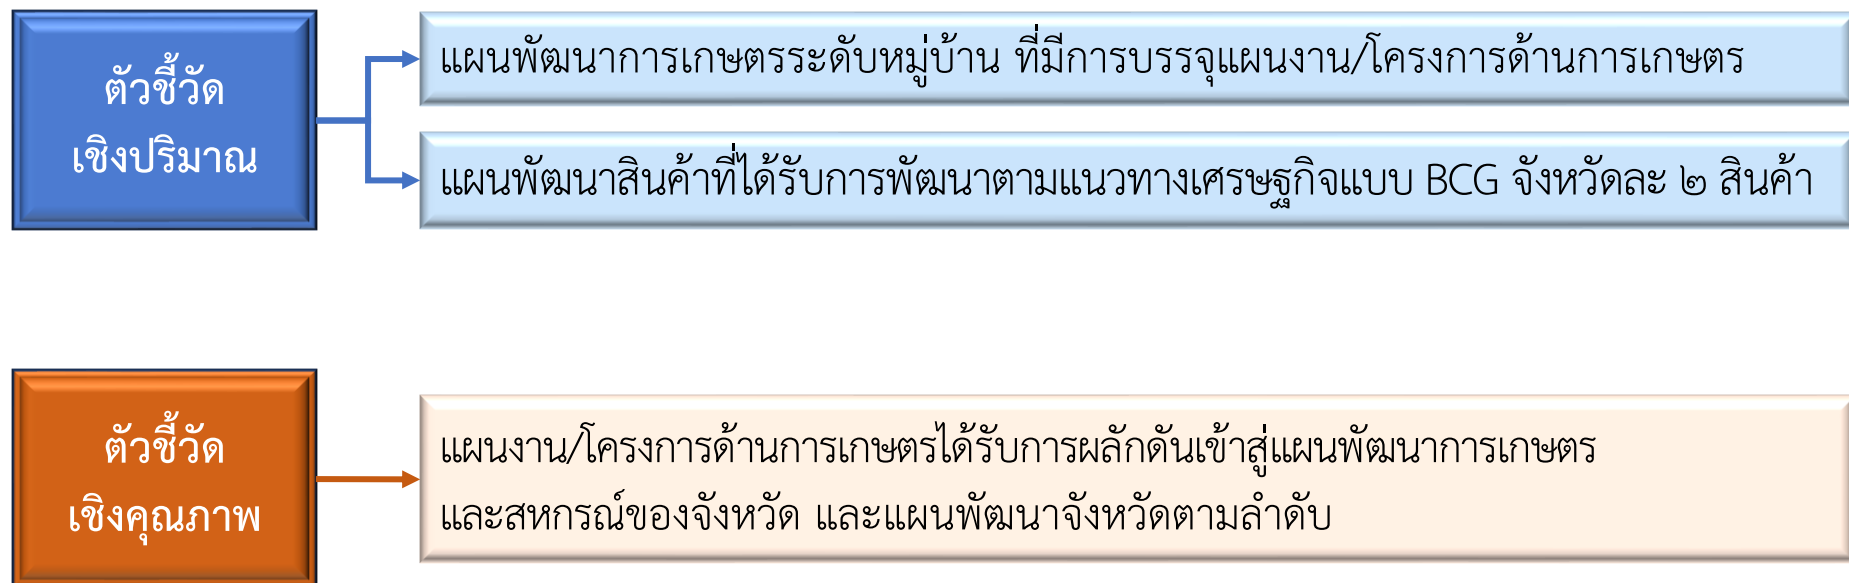 ตัวชี้วัด
เชิงปริมาณ
แผนพัฒนาการเกษตรระดับหมู่บ้าน ที่มีการบรรจุแผนงาน/โครงการด้านการเกษตร
แผนพัฒนาสินค้าที่ได้รับการพัฒนาตามแนวทางเศรษฐกิจแบบ BCG จังหวัดละ ๒ สินค้า
ตัวชี้วัด
เชิงคุณภาพ
แผนงาน/โครงการด้านการเกษตรได้รับการผลักดันเข้าสู่แผนพัฒนาการเกษตร
และสหกรณ์ของจังหวัด และแผนพัฒนาจังหวัดตามลำดับ